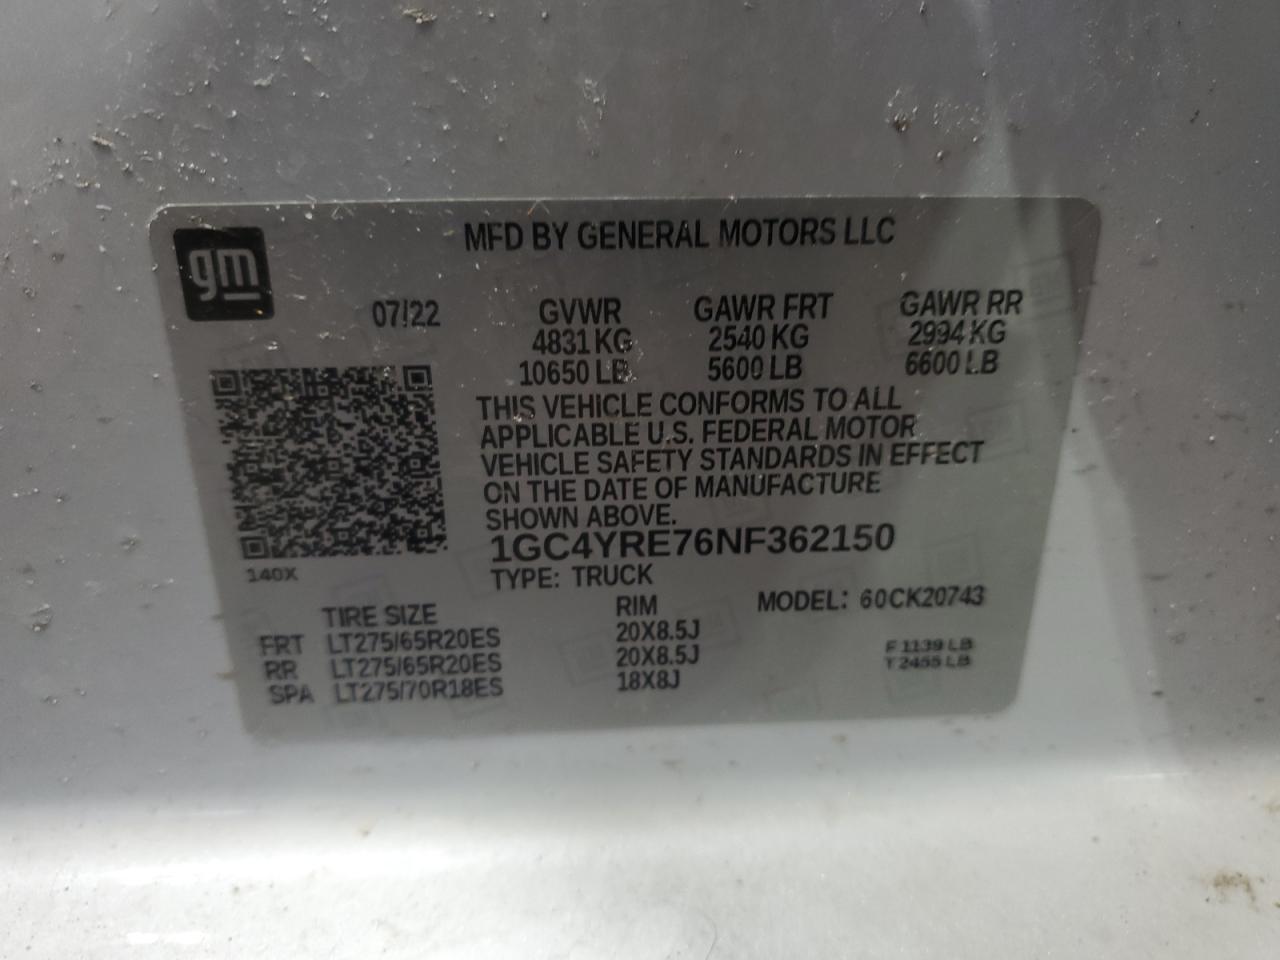 gm
MFD BY GENERAL MOTORS LLC
07/22 GVWR GAWR FRT GAWR RR
4831 KG 2540 KG 2994 KG
10650 LB 5600 LB 6600 LB
THIS VEHICLE CONFORMS TO ALL
APPLICABLE U.S. FEDERAL MOTOR
VEHICLE SAFETY STANDARDS IN EFFECT
ON THE DATE OF MANUFACTURE
SHOWN ABOVE.
1GC4YRE76NF362150
140X
TYPE: TRUCK
TIRE SIZE RIM MODEL: 60CK20743
FRT LT275/65R20ES 20X8.5J
RR LT275/65R20ES 20X8.5J
SPA LT275/70R18ES 18X8J
F 1139 LB
T 2455 LB